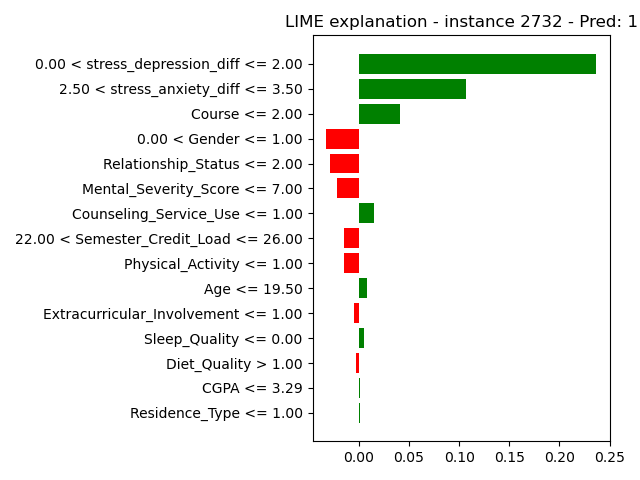 LIME explanation - instance 2732 - Pred: 1
0.00 < stress_depression_diff <= 2.00
2.50 < stress_anxiety_diff <= 3.50
Course <= 2.00
0.00 < Gender <= 1.00
Relationship_Status <= 2.00
Mental_Severity_Score <= 7.00
Counseling_Service_Use <= 1.00
22.00 < Semester_Credit_Load <= 26.00
Physical_Activity <= 1.00
Age <= 19.50
Extracurricular_Involvement <= 1.00
Sleep_Quality <= 0.00
Diet_Quality > 1.00
CGPA <= 3.29
Residence_Type <= 1.00
0.00 0.05 0.10 0.15 0.20 0.25